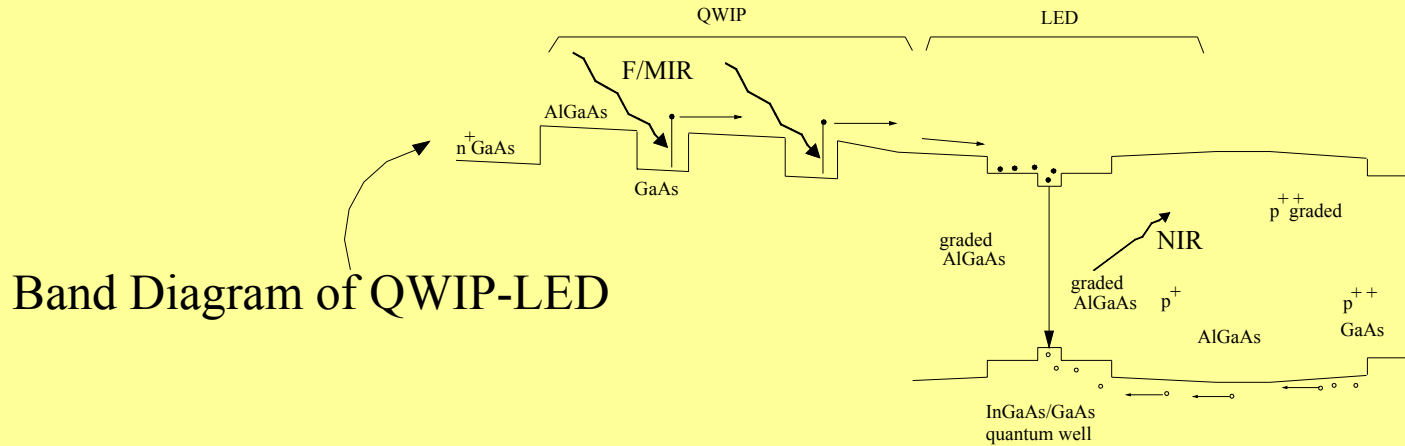 QWIP
LED
F/MIR
AlGaAs
n+GaAs
GaAs
p++graded
graded
AlGaAs
NIR
Band Diagram of QWIP-LED
graded
AlGaAs
p+
p++
GaAs
AlGaAs
InGaAs/GaAs
quantum well